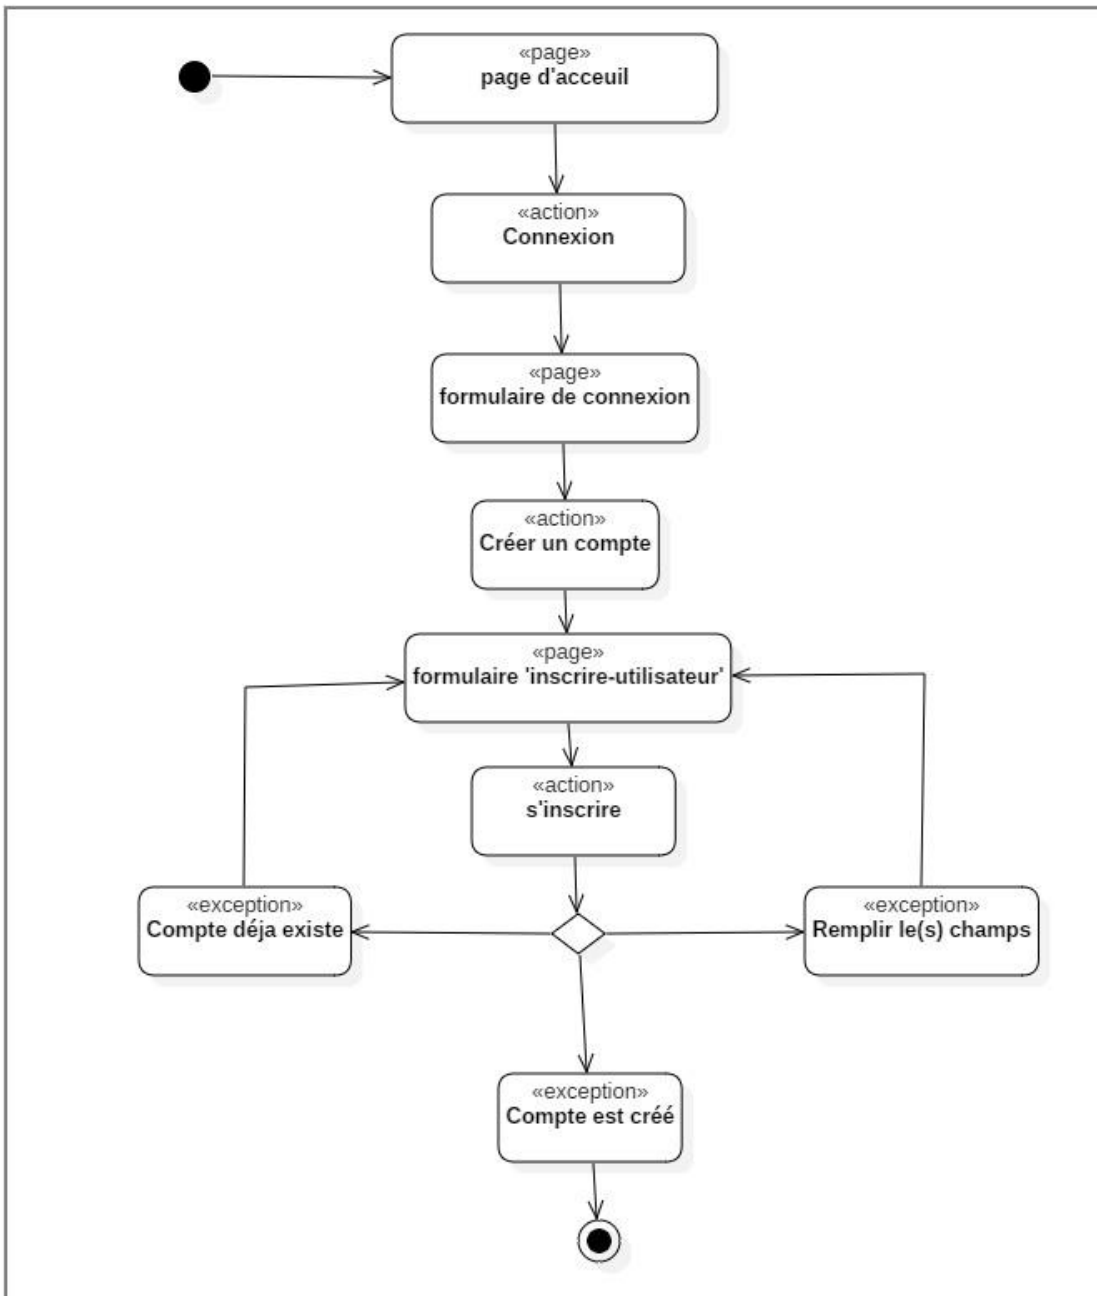 «page»
page d'acceuil
«action»
Connexion
«page»
formulaire de connexion
«action»
Créer un compte
«page»
formulaire 'inscrire-utilisateur'
«action»
s'inscrire
«exception»
Compte déja existe
«exception»
Remplir le(s) champs
«exception»
Compte est créé